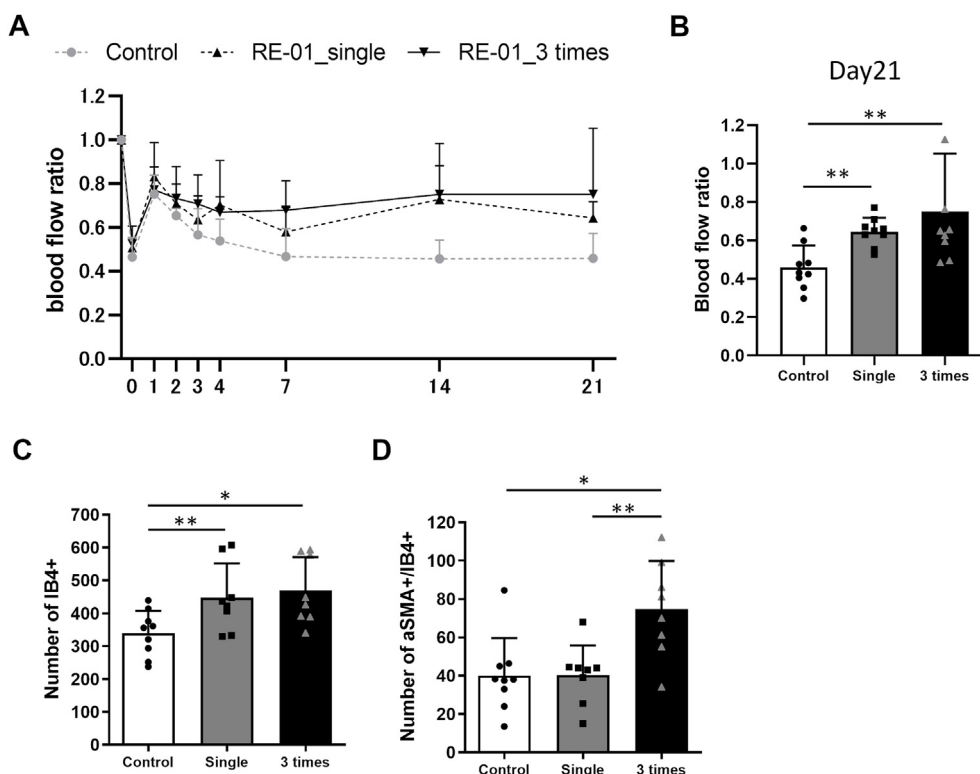 A
Control RE-01_single RE-01_3 times
blood flow ratio
1.2
1.0
0.8
0.6
0.4
0.2
0.0
0 1 2 3 4 7 14 21
B
Day21
Blood flow ratio
1.2
1.0
0.8
0.6
0.4
0.2
0.0
**
**
Control Single 3 times
C
Number of IB4+
700
600
500
400
300
200
100
0
*
**
Control Single 3 times
D
Number of aSMA+/IB4+
120
100
80
60
40
20
0
*
**
Control Single 3 times